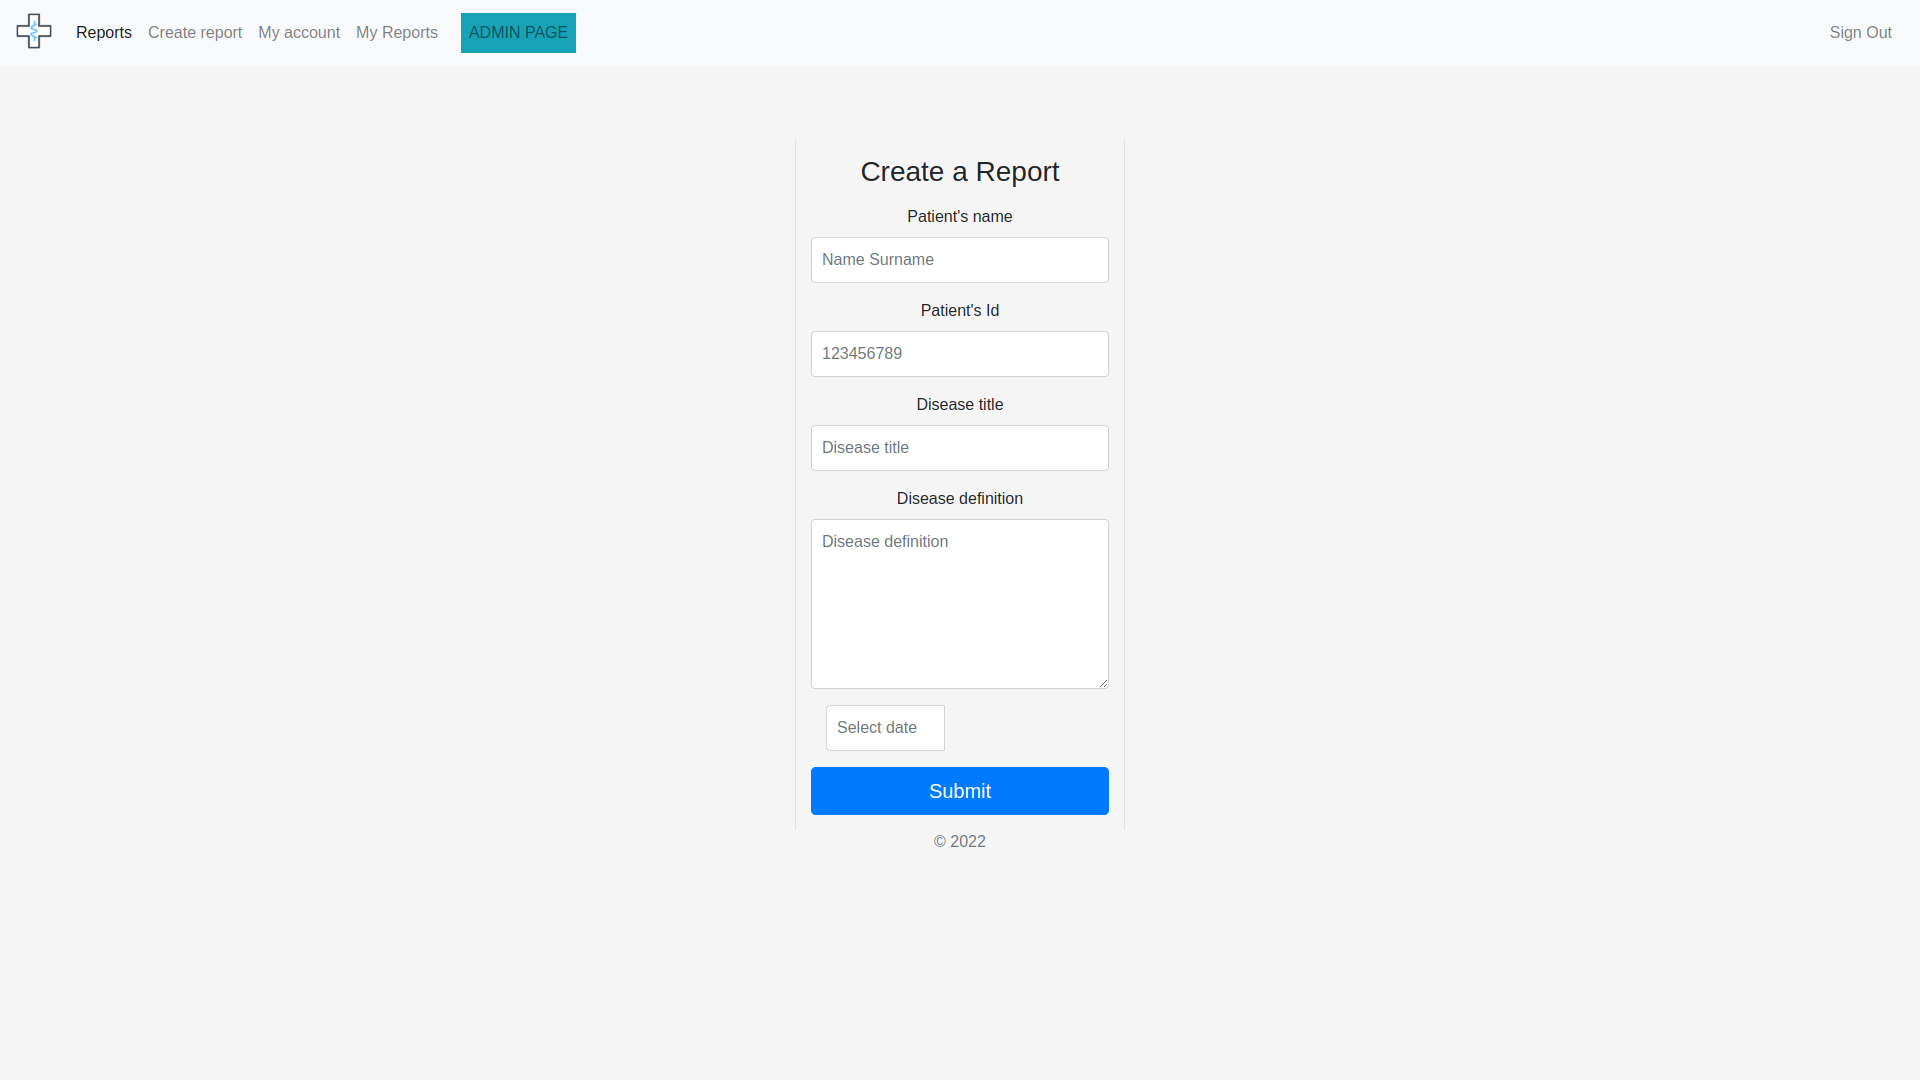 Reports Create report My account My Reports ADMIN PAGE Sign Out
Create a Report
Patient's name
Name Surname
Patient's Id
123456789
Disease title
Disease title
Disease definition
Disease definition
Select date
Submit
© 2022